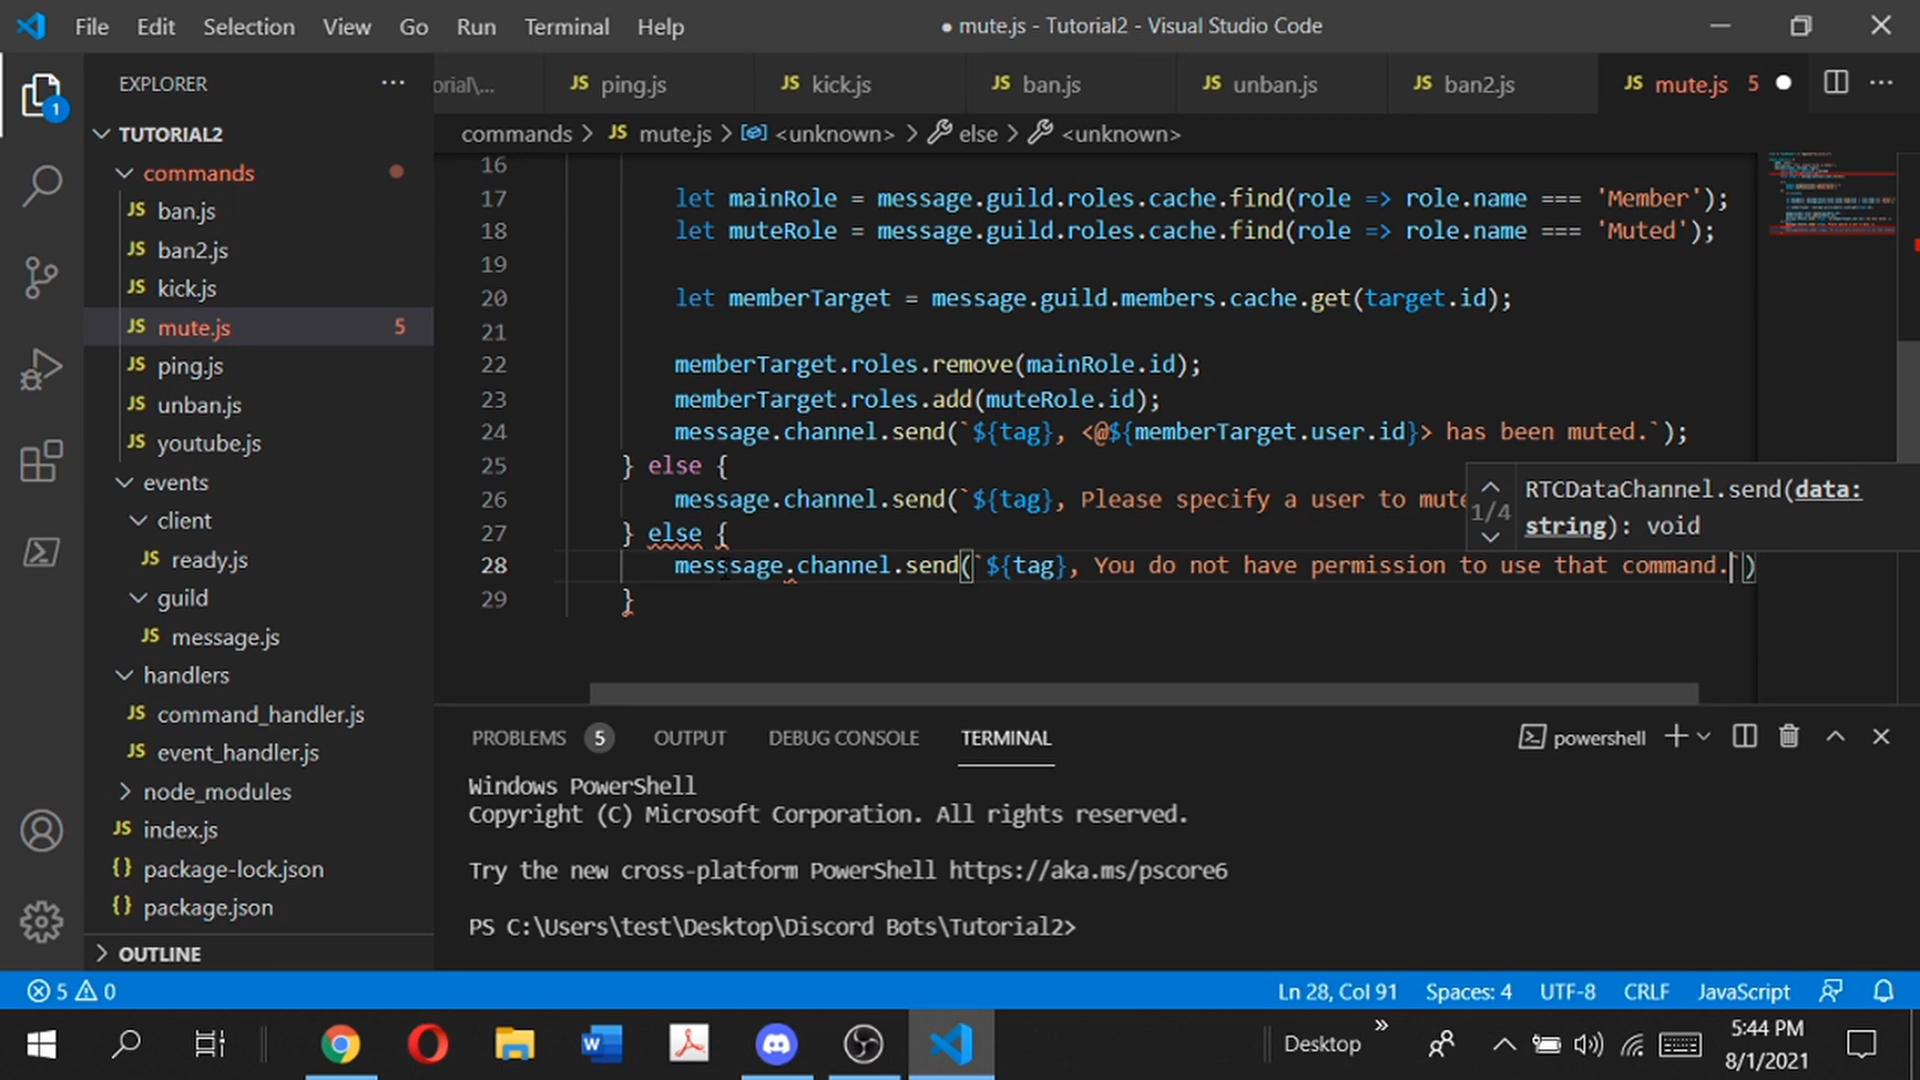 File Edit Selection View Go Run Terminal Help
● mute.js - Tutorial2 - Visual Studio Code
EXPLORER ···
orial\... JS ping.js JS kick.js JS ban.js JS unban.js JS ban2.js JS mute.js 5 ● ···
commands > JS mute.js > <unknown> > else > <unknown>
TUTORIAL2
commands
JS ban.js
JS ban2.js
JS kick.js
JS mute.js 5
JS ping.js
JS unban.js
JS youtube.js
events
client
JS ready.js
guild
JS message.js
handlers
JS command_handler.js
JS event_handler.js
node_modules
JS index.js
{} package-lock.json
{} package.json
OUTLINE
1
16
17 let mainRole = message.guild.roles.cache.find(role => role.name === 'Member');
18 let muteRole = message.guild.roles.cache.find(role => role.name === 'Muted');
19
20 let memberTarget = message.guild.members.cache.get(target.id);
21
22 memberTarget.roles.remove(mainRole.id);
23 memberTarget.roles.add(muteRole.id);
24 message.channel.send(`${tag}, <@${memberTarget.user.id}> has been muted.`);
25 } else {
26 message.channel.send(`${tag}, Please specify a user to mute
27 } else {
28 messsage.channel.send(`${tag}, You do not have permission to use that command.`)
29 }
1/4 RTCDataChannel.send(data:
string): void
PROBLEMS 5 OUTPUT DEBUG CONSOLE TERMINAL powershell
Windows PowerShell
Copyright (C) Microsoft Corporation. All rights reserved.
Try the new cross-platform PowerShell https://aka.ms/pscore6
PS C:\Users\test\Desktop\Discord Bots\Tutorial2>
5 0 Ln 28, Col 91 Spaces: 4 UTF-8 CRLF JavaScript
Desktop » 5:44 PM
8/1/2021